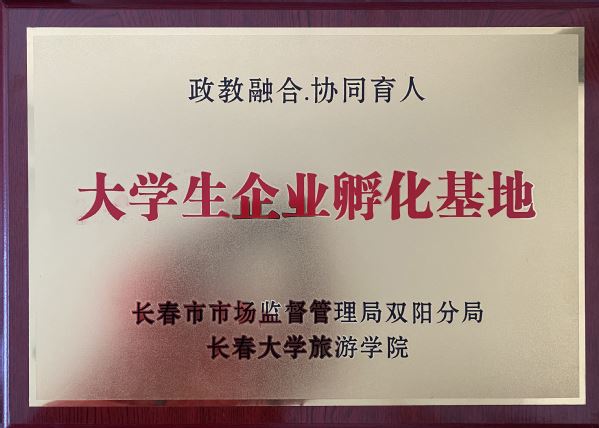 政教融合.协同育人
大学生企业孵化基地
长春市市场监督管理局双阳分局
长春大学旅游学院